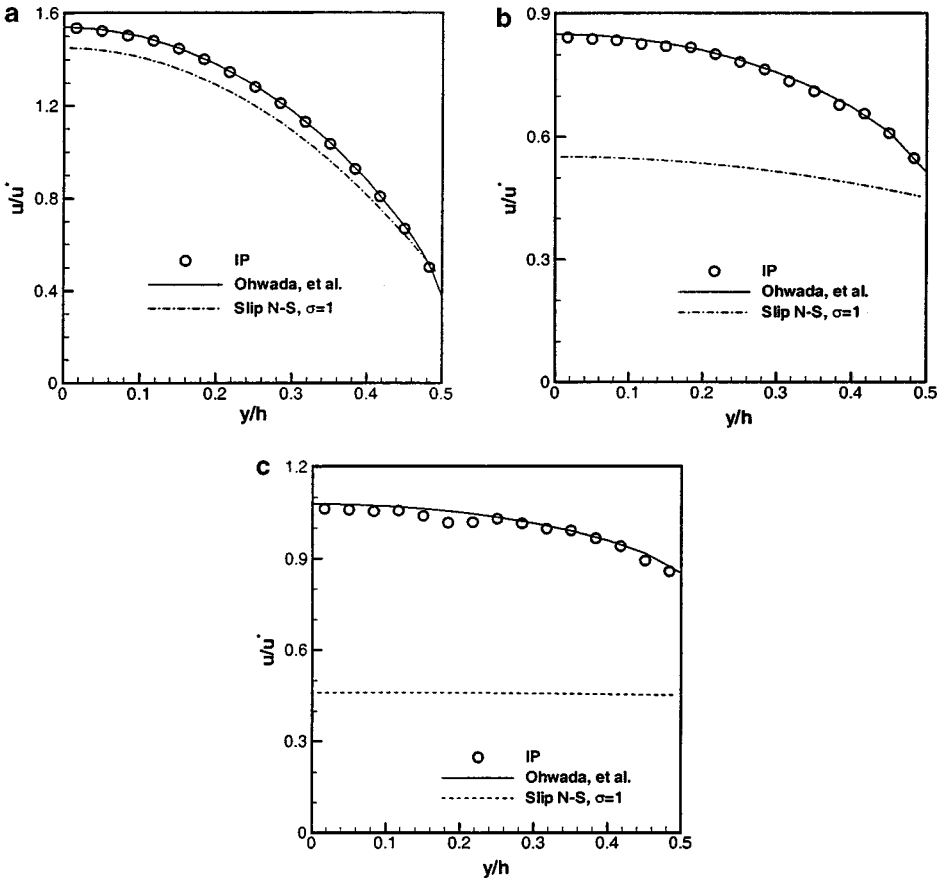 a
1.6
1.2
0.8
0.4
0
u/u*
IP
Ohwada, et al.
Slip N-S, σ=1
0
0.1
0.2
0.3
0.4
0.5
y/h
b
0.9
0.6
0.3
0
u/u*
IP
Ohwada, et al.
Slip N-S, σ=1
0
0.1
0.2
0.3
0.4
0.5
y/h
c
1.2
0.9
0.6
0.3
0
u/u*
IP
Ohwada, et al.
Slip N-S, σ=1
0
0.1
0.2
0.3
0.4
0.5
y/h